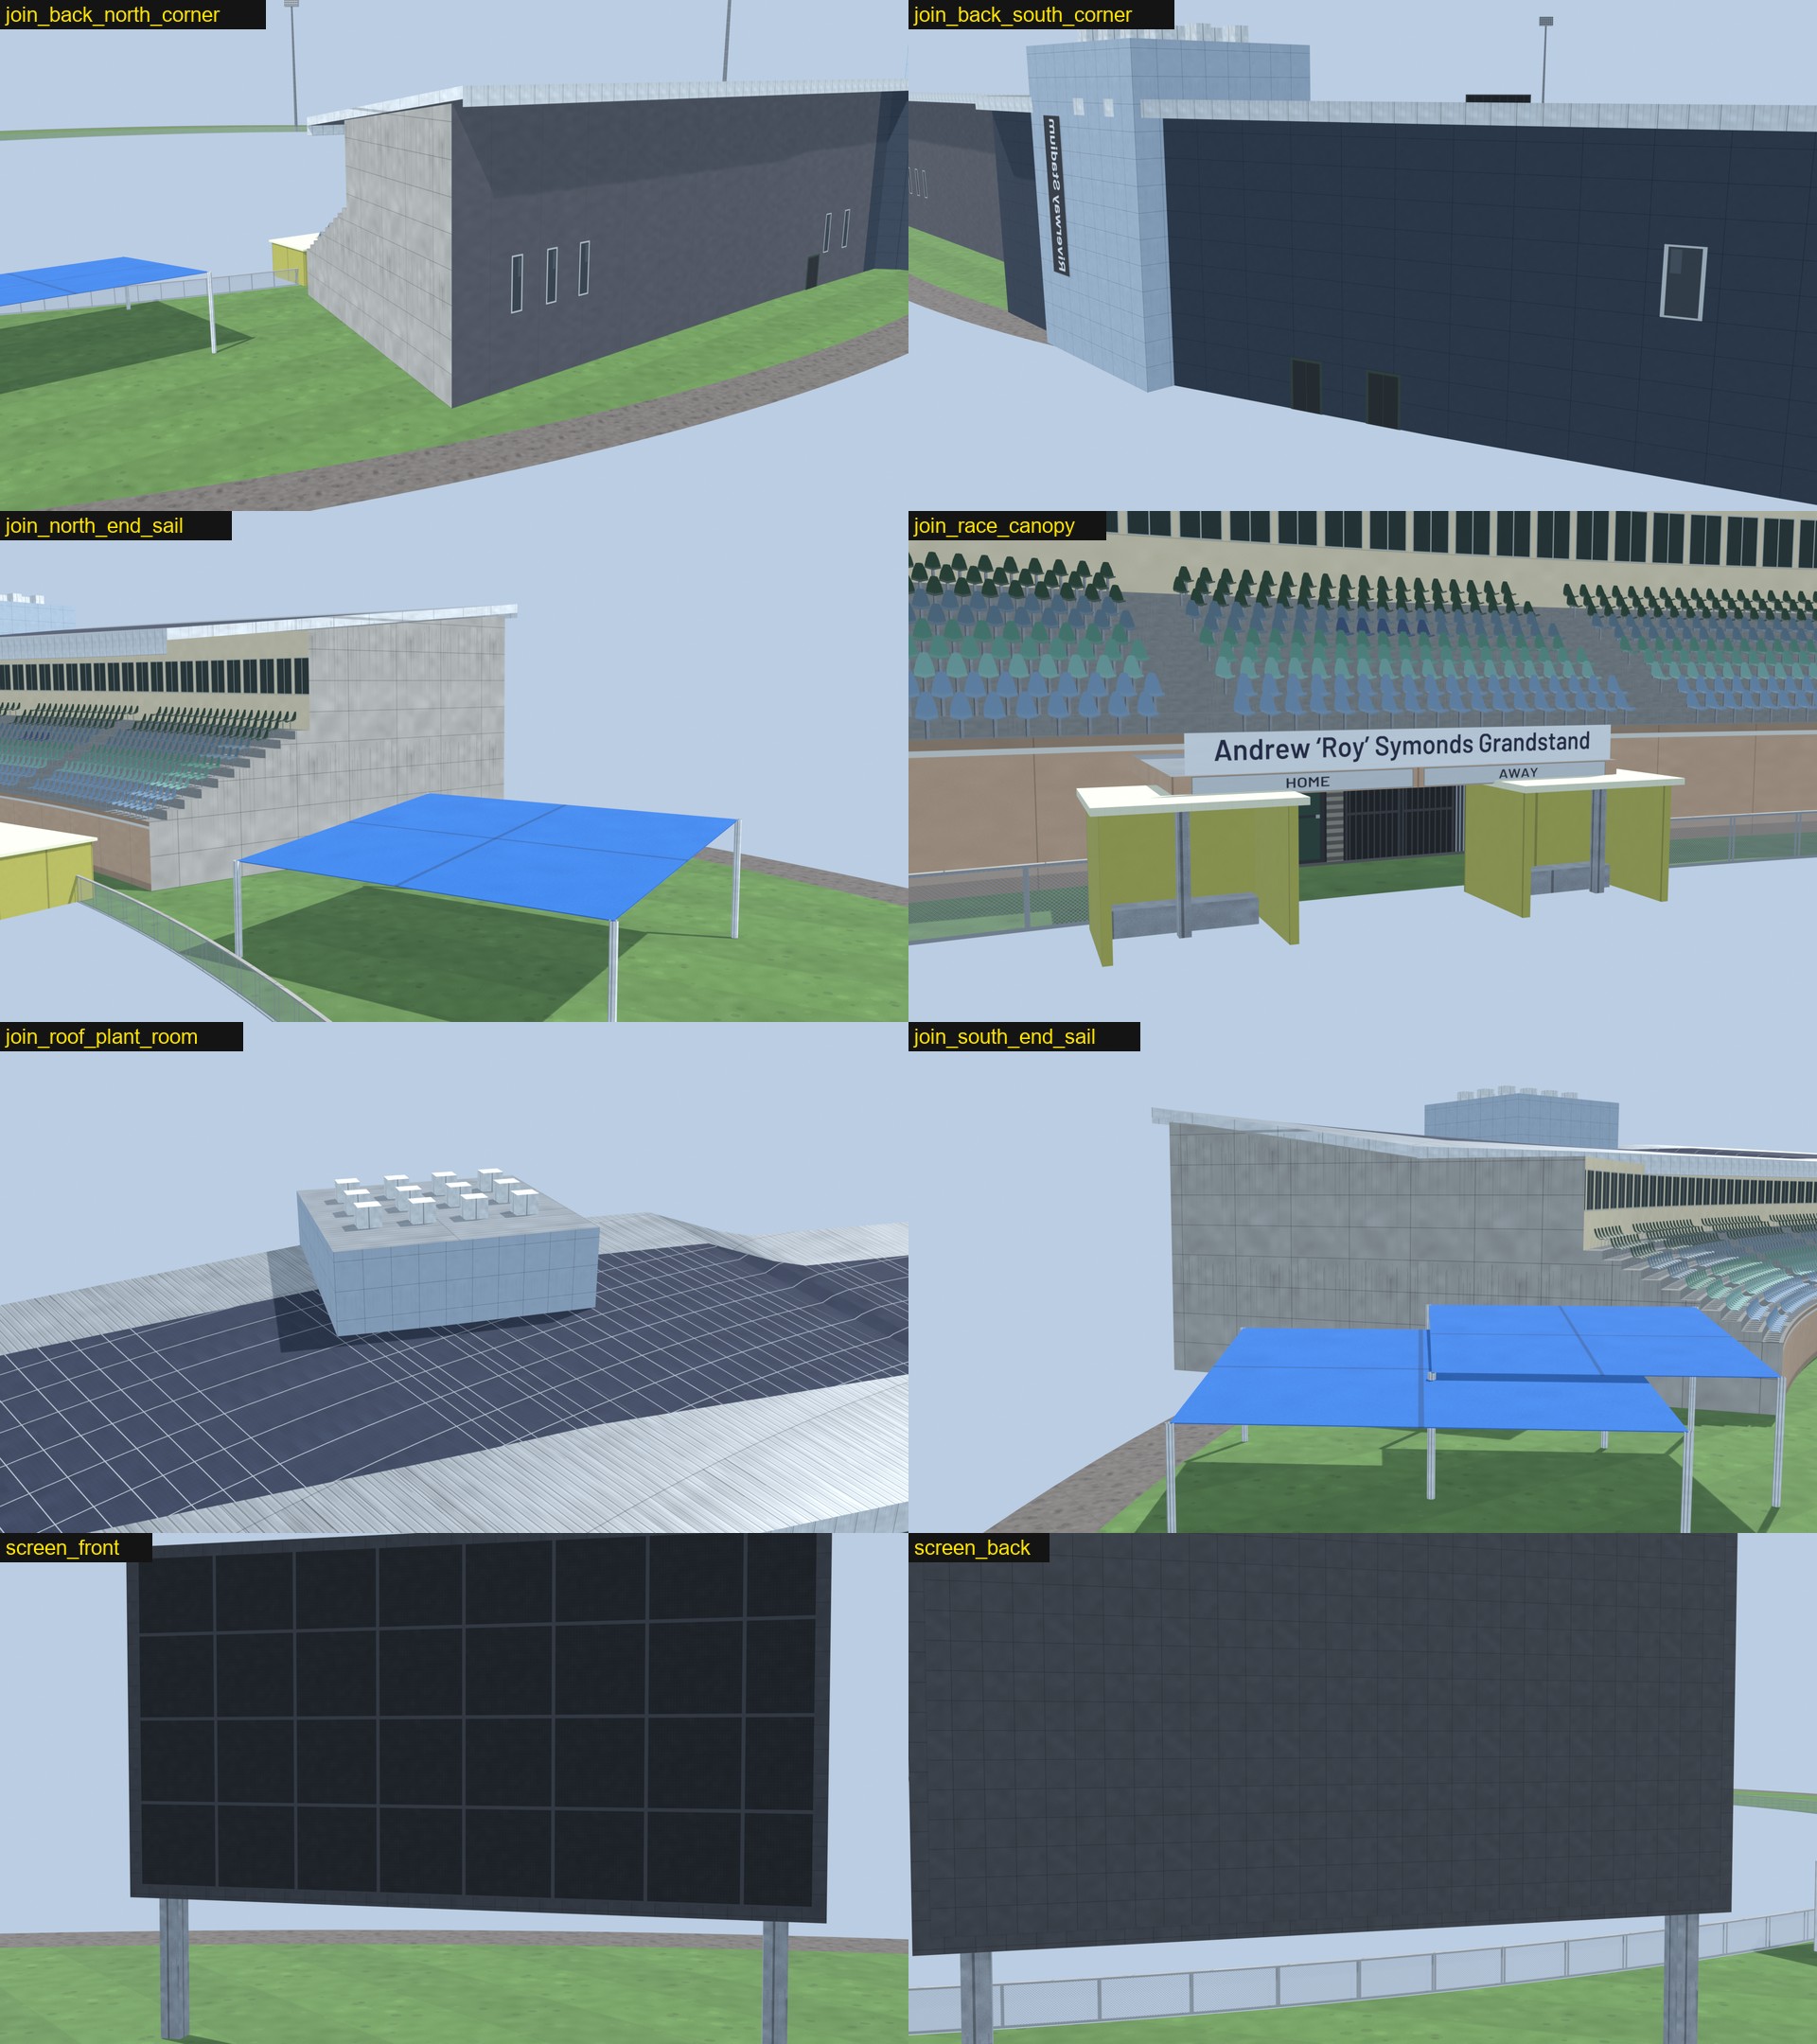 join_back_north_corner
join_back_south_corner
Riverway Stadium
join_north_end_sail
join_race_canopy
Andrew ‘Roy’ Symonds Grandstand
HOME
AWAY
join_roof_plant_room
join_south_end_sail
screen_front
screen_back